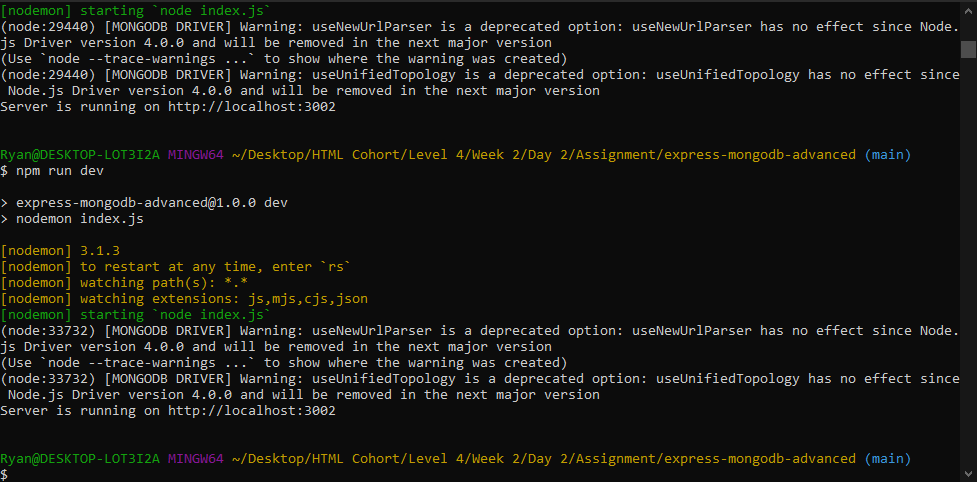 [nodemon] starting `node index.js`
(node:29440) [MONGODB DRIVER] Warning: useNewUrlParser is a deprecated option: useNewUrlParser has no effect since Node.
js Driver version 4.0.0 and will be removed in the next major version
(Use `node --trace-warnings ...` to show where the warning was created)
(node:29440) [MONGODB DRIVER] Warning: useUnifiedTopology is a deprecated option: useUnifiedTopology has no effect since
 Node.js Driver version 4.0.0 and will be removed in the next major version
Server is running on http://localhost:3002
Ryan@DESKTOP-LOT3I2A MINGW64 ~/Desktop/HTML Cohort/Level 4/Week 2/Day 2/Assignment/express-mongodb-advanced (main)
$ npm run dev
> express-mongodb-advanced@1.0.0 dev
> nodemon index.js
[nodemon] 3.1.3
[nodemon] to restart at any time, enter `rs`
[nodemon] watching path(s): *.*
[nodemon] watching extensions: js,mjs,cjs,json
[nodemon] starting `node index.js`
(node:33732) [MONGODB DRIVER] Warning: useNewUrlParser is a deprecated option: useNewUrlParser has no effect since Node.
js Driver version 4.0.0 and will be removed in the next major version
(Use `node --trace-warnings ...` to show where the warning was created)
(node:33732) [MONGODB DRIVER] Warning: useUnifiedTopology is a deprecated option: useUnifiedTopology has no effect since
 Node.js Driver version 4.0.0 and will be removed in the next major version
Server is running on http://localhost:3002
Ryan@DESKTOP-LOT3I2A MINGW64 ~/Desktop/HTML Cohort/Level 4/Week 2/Day 2/Assignment/express-mongodb-advanced (main)
$